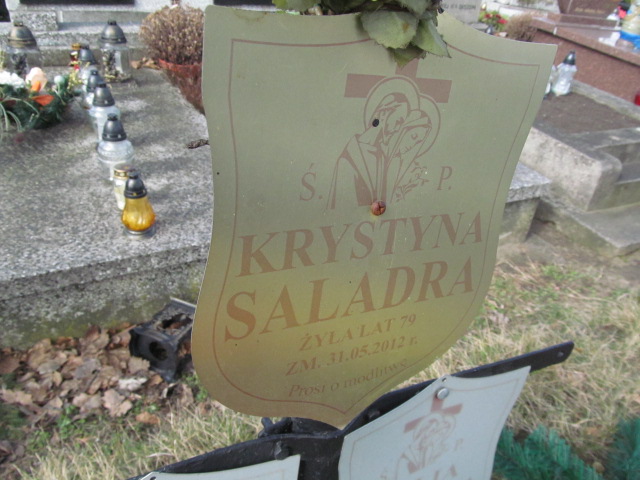 Ś. P.
KRYSTYNA
SALADRA
ŻYŁA LAT 79
ZM. 31.05.2012 r.
Prosi o modlitwę
P.